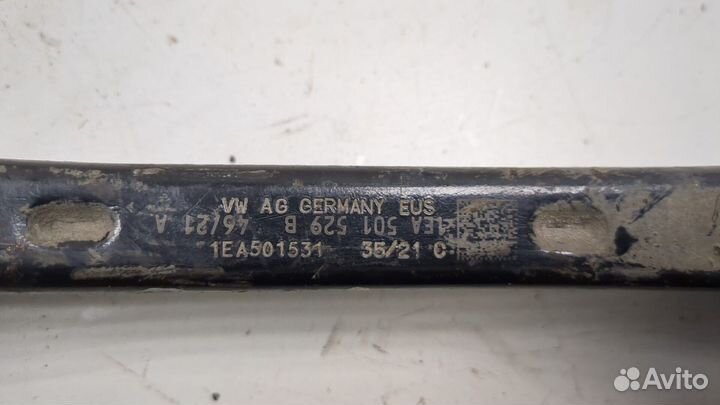 VW AG GERMANY EUS
1EA 501 529 B 46/21 A
1EA501531 35/21 C
Avito